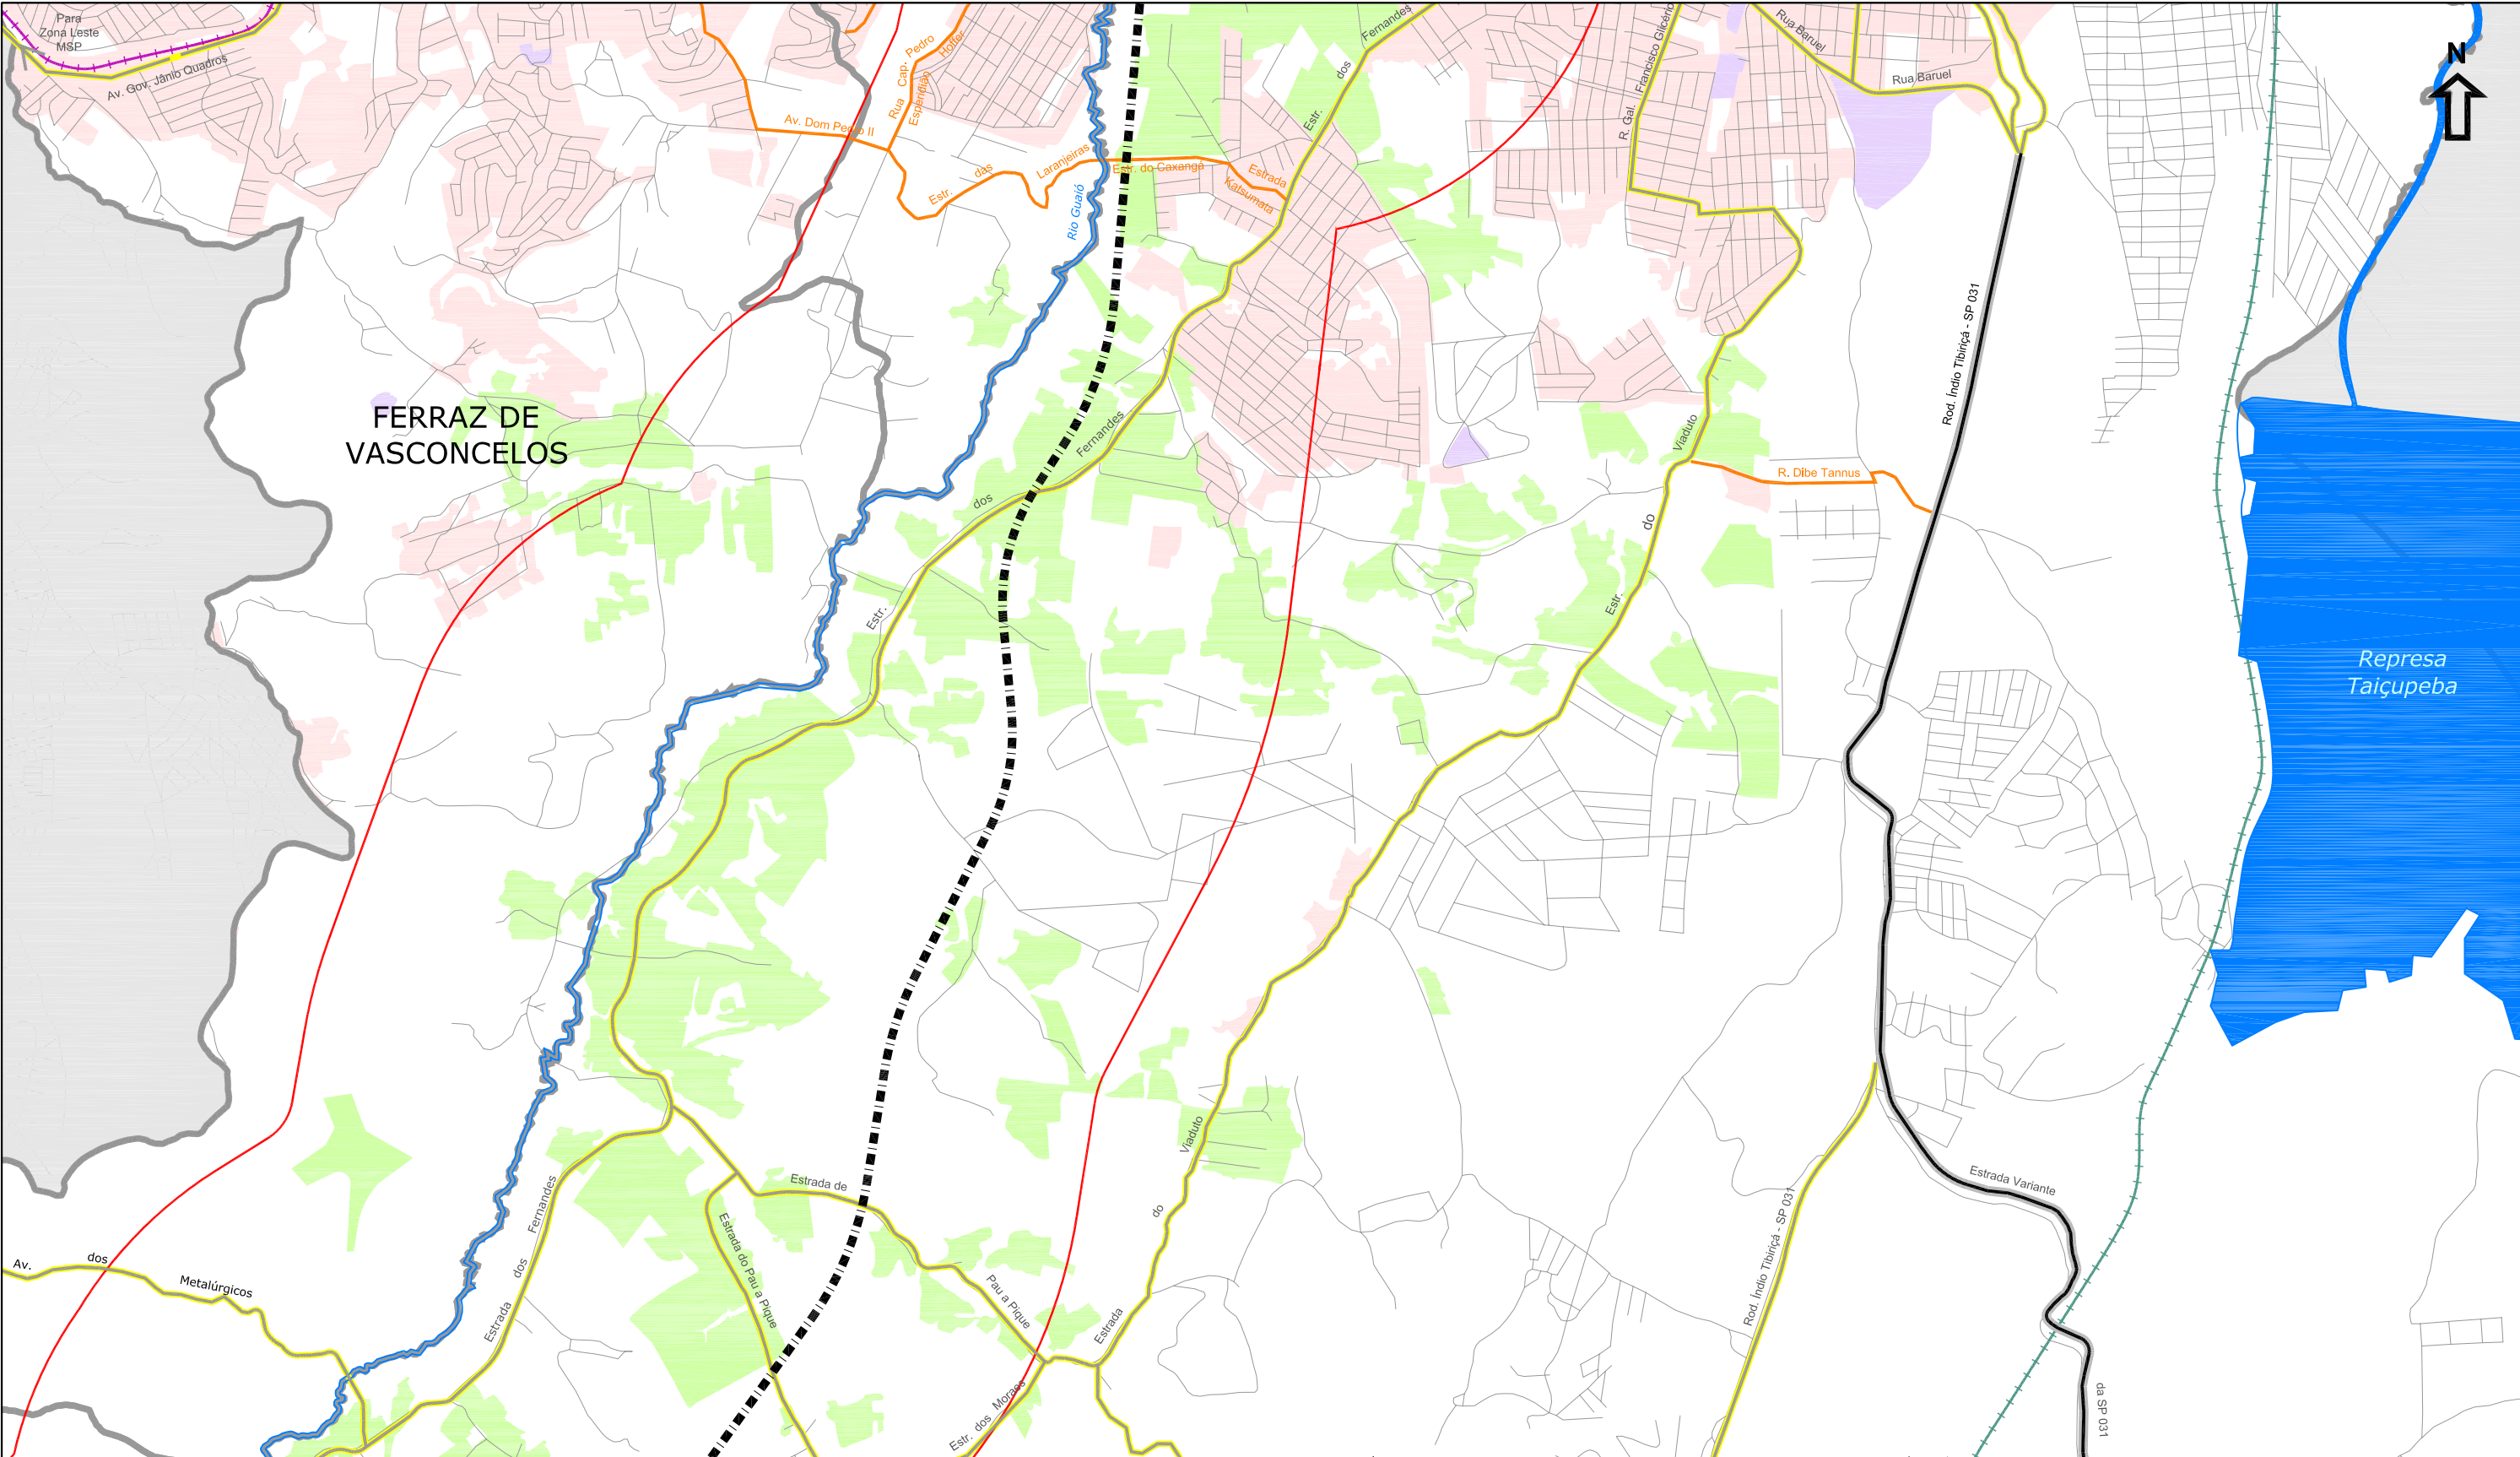 Para
Zona Leste
MSP
Av. Gov. Jânio Quadros
Av. Dom Pedro II
Rua Cap. Pedro
Esperidião Hoffer
Estr. das Laranjeiras
Rio Guaió
Estr. do Caxangá
Estrada
Katsumata
Estr. dos Fernandes
R. Gal. Francisco Glicério
Rua Baruel
Rua Baruel
N
Rod. Índio Tibiriçá - SP 031
FERRAZ DE
VASCONCELOS
Estr. dos Fernandes
Estr. do Viaduto
R. Dibe Tannus
Represa
Taiçupeba
Av. dos Metalúrgicos
Estrada dos Fernandes
Estrada do Pau a Pique
Estrada de Pau a Pique
Estrada do Viaduto
Estr. dos Moraes
Rod. Índio Tibiriçá - SP 031
Estrada Variante
da SP 031